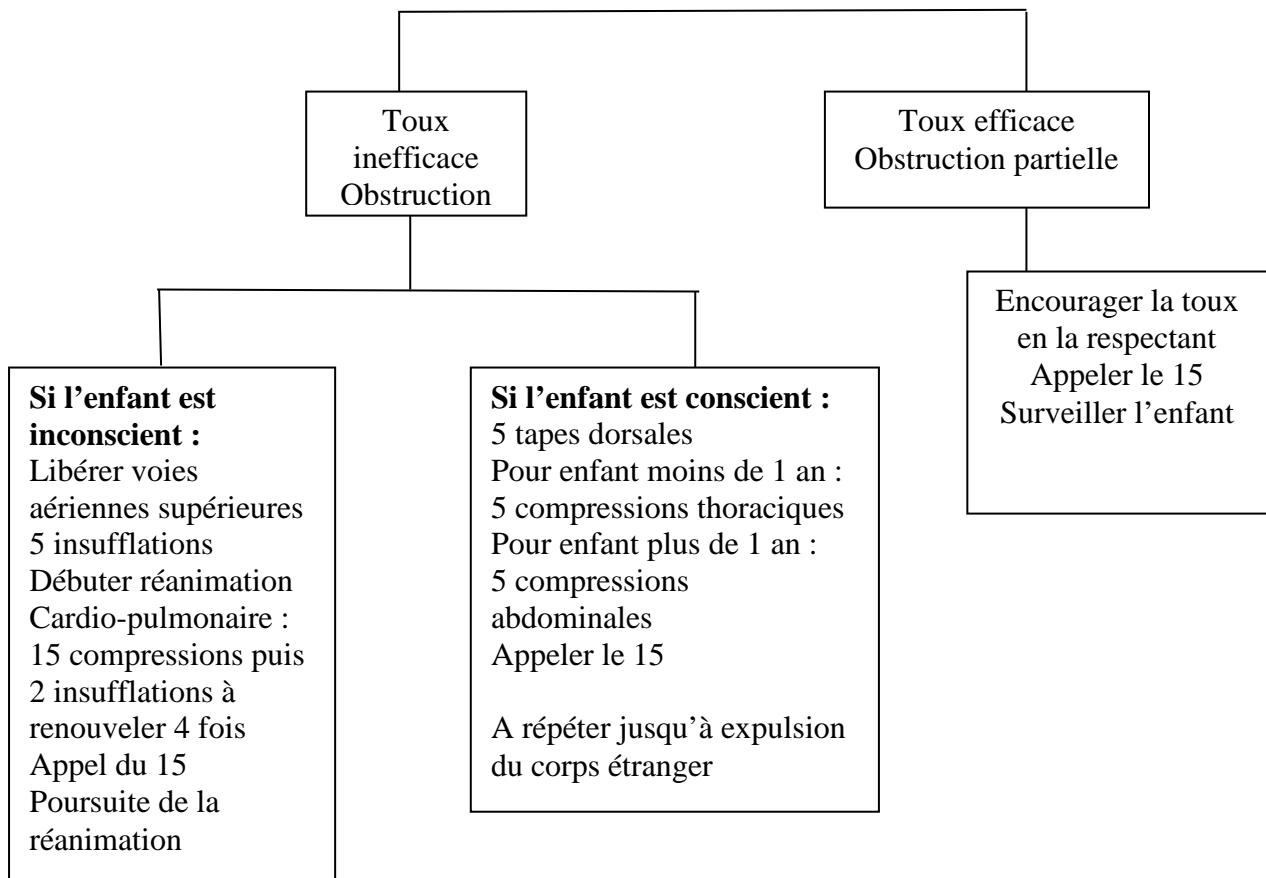 Toux
inefficace
Obstruction
Toux efficace
Obstruction partielle
Encourager la toux
en la respectant
Appeler le 15
Surveiller l’enfant
Si l’enfant est
inconscient :
Libérer voies
aériennes supérieures
5 insufflations
Débuter réanimation
Cardio-pulmonaire :
15 compressions puis
2 insufflations à
renouveler 4 fois
Appel du 15
Poursuite de la
réanimation
Si l’enfant est conscient :
5 tapes dorsales
Pour enfant moins de 1 an :
5 compressions thoraciques
Pour enfant plus de 1 an :
5 compressions
abdominales
Appeler le 15
A répéter jusqu’à expulsion
du corps étranger